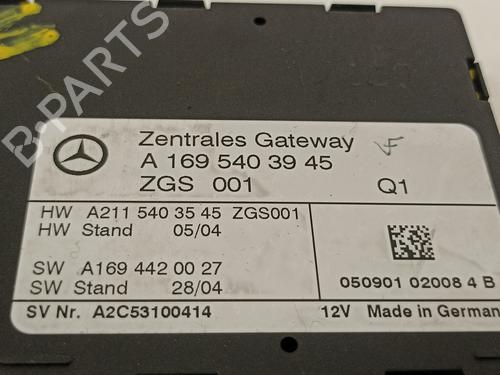 B-PARTS
Zentrales Gateway
A 169 540 39 45
ZGS 001 Q1
HW A211 540 35 45 ZGS001
HW Stand 05/04
SW A169 442 00 27
SW Stand 28/04
050901 02008 4 B
SV Nr. A2C53100414 12V Made in German